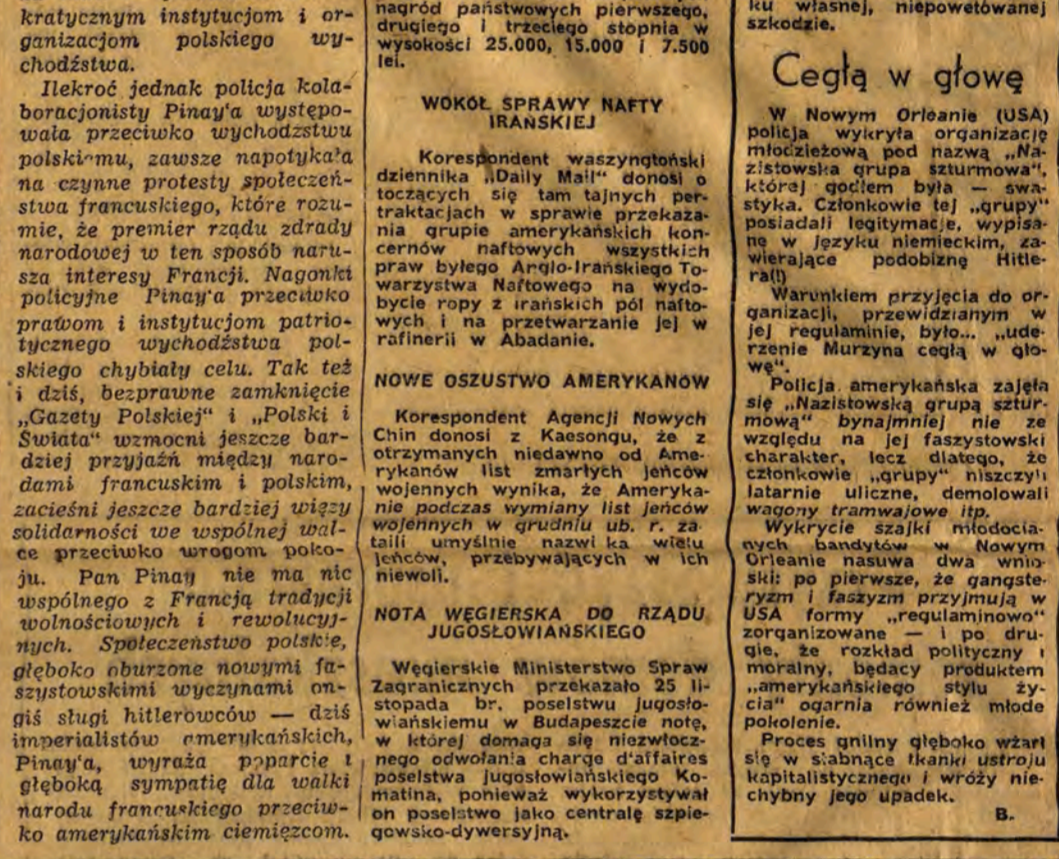 kratycznym instytucjom i or-
ganizacjom polskiego wy-
chodźstwa.
Ilekroć jednak policja kola-
boracjonisty Pinay'a występo-
wała przeciwko wychodźstwu
polskiemu, zawsze napotykała
na czynne protesty społeczeń-
stwa francuskiego, które rozu-
mie, że premier rządu zdrady
narodowej w ten sposób naru-
sza interesy Francji. Nagonki
policyjne Pinay'a przeciwko
prawom i instytucjom patrio-
tycznego wychodźstwa pol-
skiego chybiały celu. Tak też
i dziś, bezprawne zamknięcie
„Gazety Polskiej" i „Polski i
Świata" wzmocni jeszcze bar-
dziej przyjaźń między naro-
dami francuskim i polskim,
zacieśni jeszcze bardziej więzy
solidarności we wspólnej wal-
ce przeciwko wrogom poko-
ju. Pan Pinay nie ma nic
wspólnego z Francją tradycji
wolnościowych i rewolucyj-
nych. Społeczeństwo polskie,
głęboko oburzone nowymi fa-
szystowskimi wyczynami on-
giś sługi hitlerowców — dziś
imperialistów amerykańskich,
Pinay'a, wyraża poparcie i
głęboką sympatię dla walki
narodu francuskiego przeciw-
ko amerykańskim ciemięzcom.
nagród państwowych pierwszego,
drugiego i trzeciego stopnia w
wysokości 25.000, 15.000 i 7.500
lei.
WOKÓŁ SPRAWY NAFTY
IRAŃSKIEJ
Korespondent waszyngtoński
dziennika „Daily Mail" donosi o
toczących się tam tajnych per-
traktacjach w sprawie przekaza-
nia grupie amerykańskich kon-
cernów naftowych wszystkich
praw byłego Anglo-Irańskiego To-
warzystwa Naftowego na wydo-
bycie ropy z irańskich pól nafto-
wych i na przetwarzanie jej w
rafinerii w Abadanie.
NOWE OSZUSTWO AMERYKANÓW
Korespondent Agencji Nowych
Chin donosi z Kaesongu, że z
otrzymanych niedawno od Ame-
rykanów list zmarłych jeńców
wojennych wynika, że Ameryka-
nie podczas wymiany list jeńców
wojennych w grudniu ub. r. za
taili umyślnie nazwi ka wielu
jeńców, przebywających w ich
niewoli.
NOTA WĘGIERSKA DO RZĄDU
JUGOSŁOWIAŃSKIEGO
Węgierskie Ministerstwo Spraw
Zagranicznych przekazało 25 li-
stopada br. poselstwu jugosło-
wiańskiemu w Budapeszcie notę,
w której domaga się niezwłocz-
nego odwołania charge d'affaires
poselstwa jugosłowiańskiego Ko-
matina, ponieważ wykorzystywał
on poselstwo jako centralę szpie-
gowsko-dywersyjną.
ku własnej, niepowetowanej
szkodzie.
Cegłą w głowę
W Nowym Orleanie (USA)
policja wykryła organizację
młodzieżową pod nazwą „Na-
zistowska grupa szturmowa",
której godłem była — swa-
styka. Członkowie tej „grupy"
posiadali legitymacje, wypisa-
ne w języku niemieckim, za-
wierające podobiznę Hitle-
ra(!)
Warunkiem przyjęcia do or-
ganizacji, przewidzianym w
jej regulaminie, było... „ude-
rzenie Murzyna cegłą w gło-
wę".
Policja amerykańska zajęła
się „Nazistowską grupą sztur-
mową" bynajmniej nie ze
względu na jej faszystowski
charakter, lecz dlatego, że
członkowie „grupy" niszczyli
latarnie uliczne, demolowali
wagony tramwajowe itp.
Wykrycie szajki młodocia-
nych bandytów w Nowym
Orleanie nasuwa dwa wnio-
ski: po pierwsze, że gangste-
ryzm i faszyzm przyjmują w
USA formy „regulaminowo"
zorganizowane — i po dru-
gie, że rozkład polityczny i
moralny, będący produktem
„amerykańskiego stylu ży-
cia" ogarnia również młode
pokolenie.
Proces gnilny głęboko wżarł
się w słabnące tkanki ustroju
kapitalistycznego i wróży nie-
chybny jego upadek.
B.